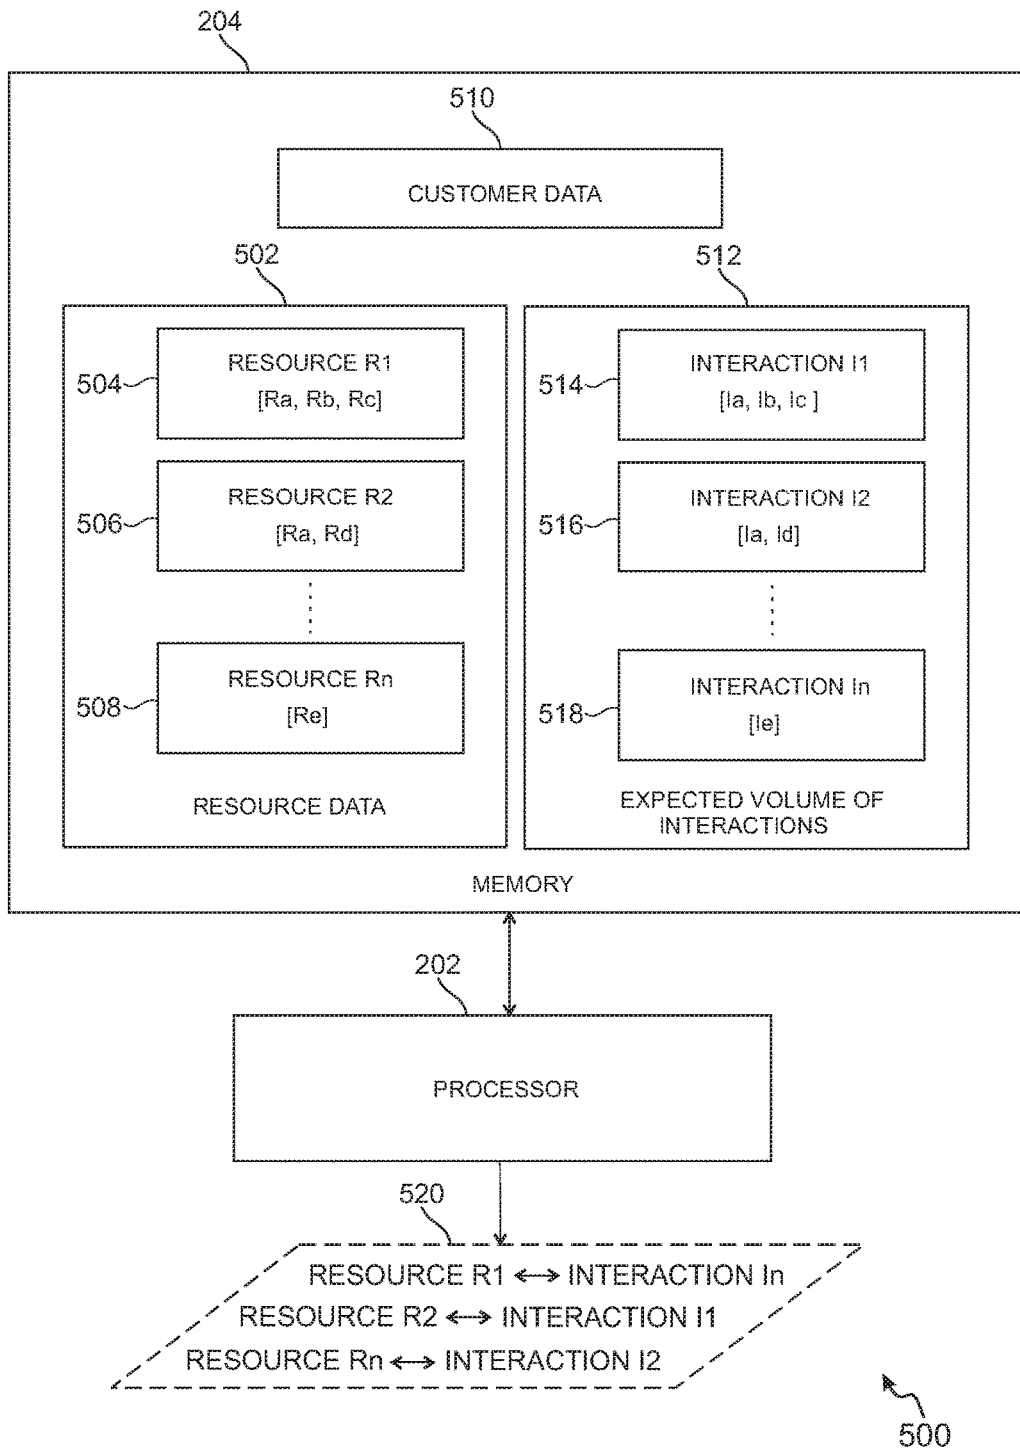 204
510
CUSTOMER DATA
502
512
504
RESOURCE R1
[Ra, Rb, Rc]
514
INTERACTION I1
[Ia, Ib, Ic ]
506
RESOURCE R2
[Ra, Rd]
516
INTERACTION I2
[Ia, Id]
508
RESOURCE Rn
[Re]
518
INTERACTION In
[Ie]
RESOURCE DATA
EXPECTED VOLUME OF
INTERACTIONS
MEMORY
202
PROCESSOR
520
RESOURCE R1 ↔ INTERACTION In
RESOURCE R2 ↔ INTERACTION I1
RESOURCE Rn ↔ INTERACTION I2
500